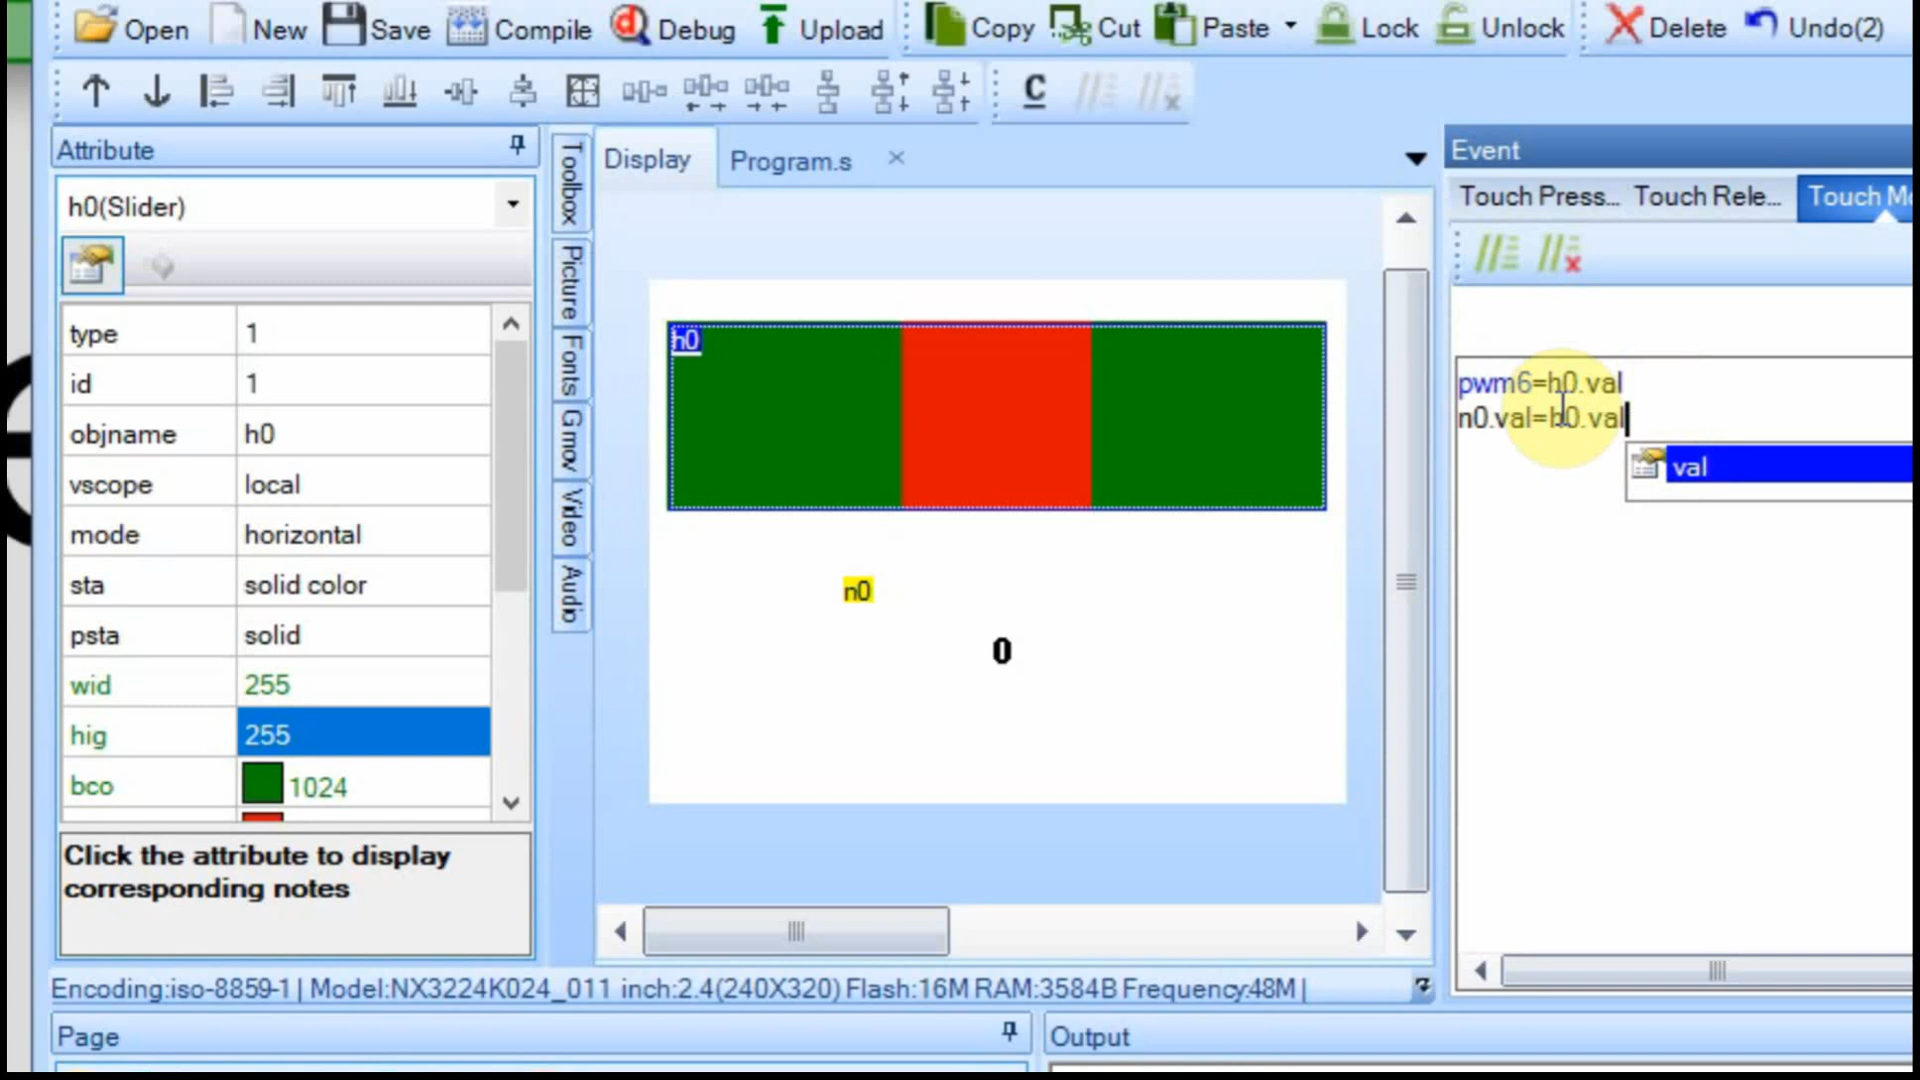 Open New Save Compile Debug Upload Copy Cut Paste Lock Unlock Delete Undo(2)
C
Attribute
h0(Slider)
type 1
id 1
objname h0
vscope local
mode horizontal
sta solid color
psta solid
wid 255
hig 255
bco 1024
Click the attribute to display
corresponding notes
Toolbox
Picture
Fonts
Gmov
Video
Audio
Display Program.s
h0
n0
0
Event
Touch Press... Touch Rele... Touch Mo
pwm6=h0.val
n0.val=h0.val
val
Encoding:iso-8859-1| Model:NX3224K024_011 inch:2.4(240X320) Flash:16M RAM:3584B Frequency:48M|
Page
Output